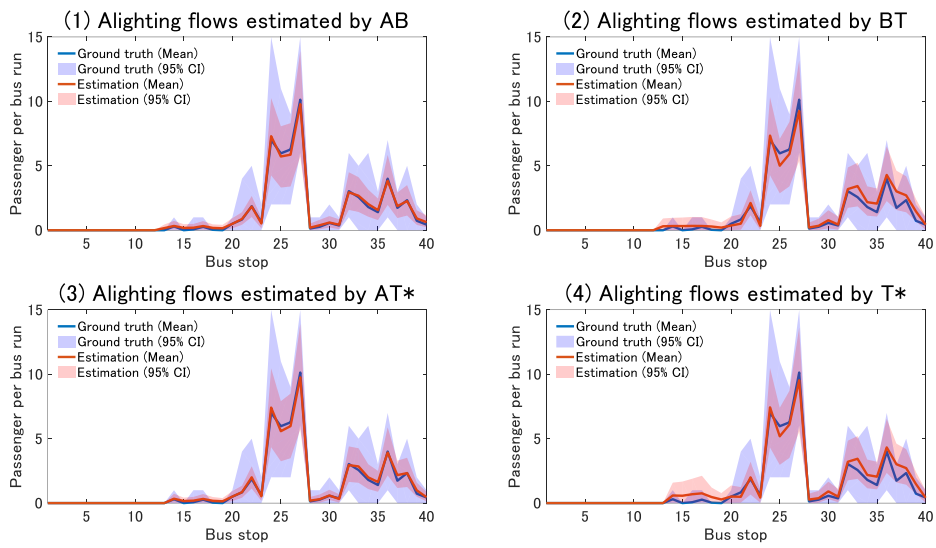 (1) Alighting flows estimated by AB
Passenger per bus run
15
10
5
0
Ground truth (Mean)
Ground truth (95% CI)
Estimation (Mean)
Estimation (95% CI)
5 10 15 20 25 30 35 40
Bus stop
(2) Alighting flows estimated by BT
Passenger per bus run
15
10
5
0
Ground truth (Mean)
Ground truth (95% CI)
Estimation (Mean)
Estimation (95% CI)
5 10 15 20 25 30 35 40
Bus stop
(3) Alighting flows estimated by AT*
Passenger per bus run
15
10
5
0
Ground truth (Mean)
Ground truth (95% CI)
Estimation (Mean)
Estimation (95% CI)
5 10 15 20 25 30 35 40
Bus stop
(4) Alighting flows estimated by T*
Passenger per bus run
15
10
5
0
Ground truth (Mean)
Ground truth (95% CI)
Estimation (Mean)
Estimation (95% CI)
5 10 15 20 25 30 35 40
Bus stop